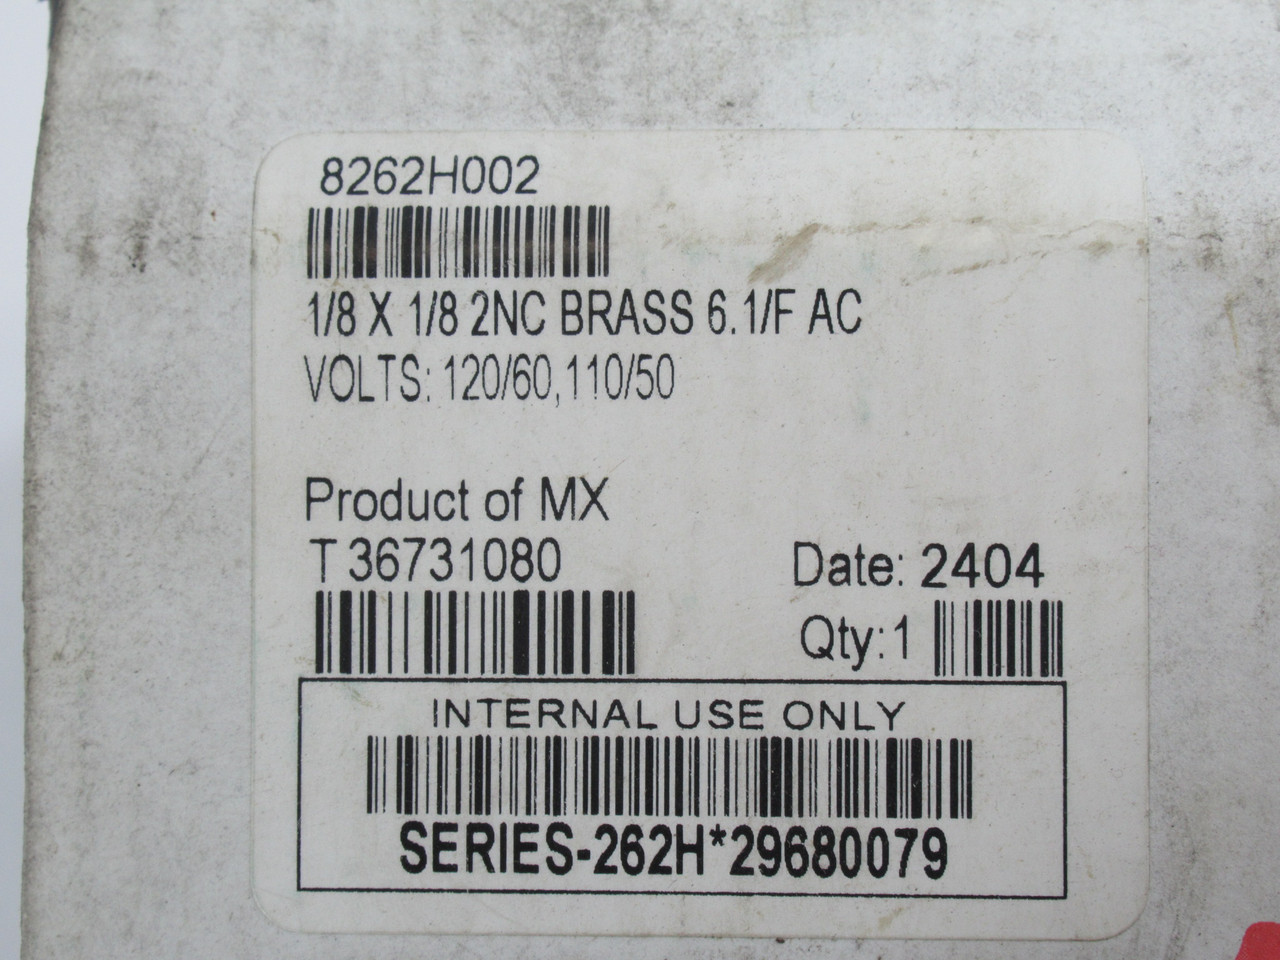 8262H002
1/8 X 1/8 2NC BRASS 6.1/F AC
VOLTS: 120/60,110/50
Product of MX
T 36731080
Date: 2404
Qty:1
INTERNAL USE ONLY
SERIES-262H*29680079